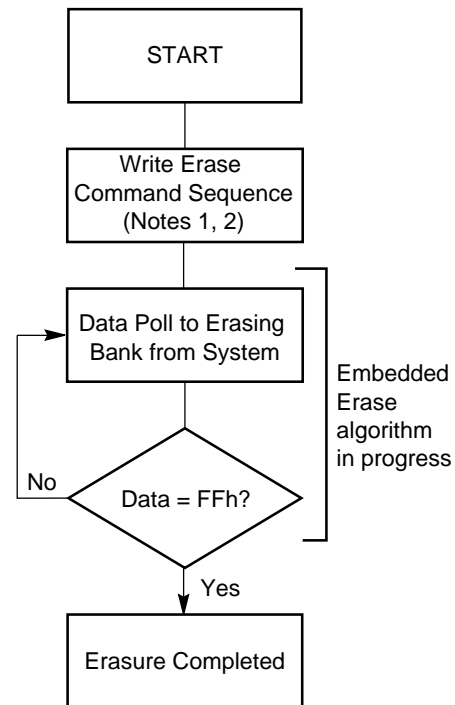 START
Write Erase
Command Sequence
(Notes 1, 2)
Data Poll to Erasing
Bank from System
Embedded
Erase
algorithm
in progress
No
Data = FFh?
Yes
Erasure Completed